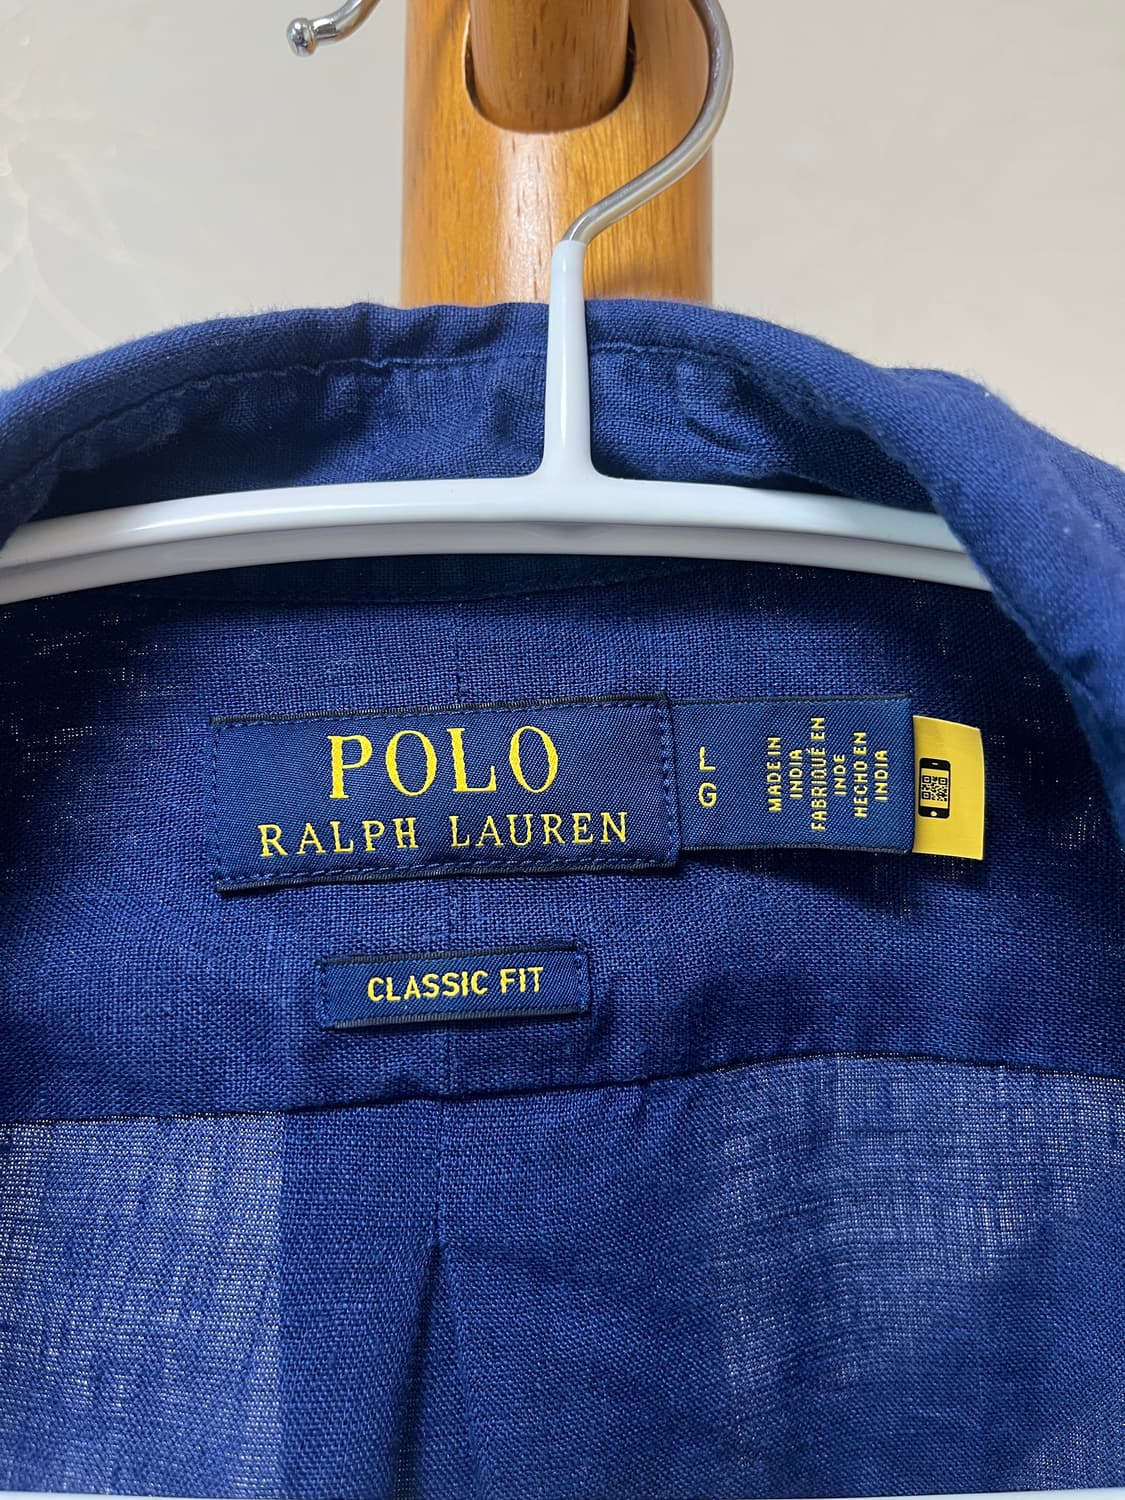 POLO
RALPH LAUREN
L
G
MADE IN
INDIA
FABRIQUÉ EN
INDE
HECHO EN
INDIA
CLASSIC FIT